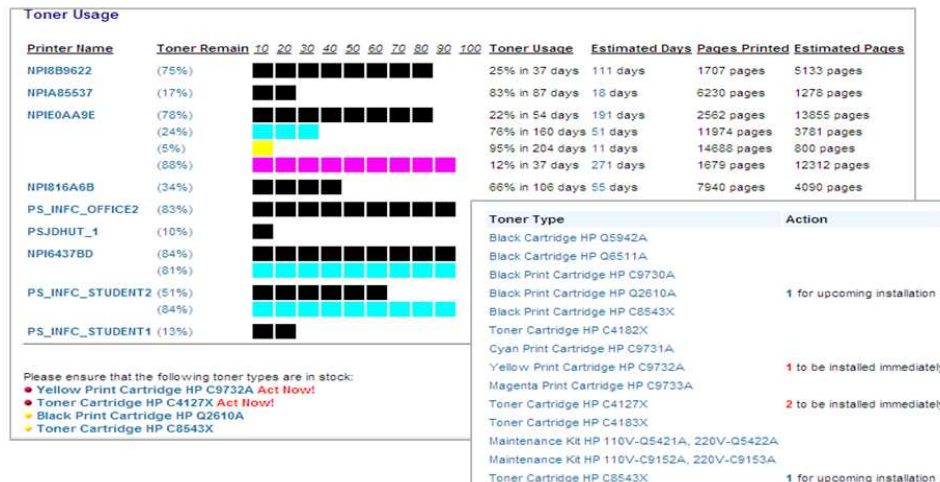 Toner Usage
Printer Name Toner Remain 10 20 30 40 50 60 70 80 90 100 Toner Usage Estimated Days Pages Printed Estimated Pages
NPI8B9622 (75%) 25% in 37 days 111 days 1707 pages 5133 pages
NPIA85537 (17%) 83% in 87 days 18 days 6230 pages 1278 pages
NPIE0AA9E (78%) 22% in 54 days 191 days 2562 pages 13855 pages
(24%) 76% in 160 days 51 days 11974 pages 3781 pages
(5%) 95% in 204 days 11 days 14688 pages 800 pages
(88%) 12% in 37 days 271 days 1679 pages 12312 pages
NPI816A6B (34%) 66% in 106 days 55 days 7940 pages 4090 pages
PS_INFC_OFFICE2 (83%)
PSJDHUT_1 (10%)
NPI6437BD (84%)
(81%)
PS_INFC_STUDENT2 (51%)
(84%)
PS_INFC_STUDENT1 (13%)
Please ensure that the following toner types are in stock:
Yellow Print Cartridge HP C9732A Act Now!
Toner Cartridge HP C4127X Act Now!
Black Print Cartridge HP Q2610A
Toner Cartridge HP C8543X
Toner Type Action
Black Cartridge HP Q5942A
Black Cartridge HP Q6511A
Black Print Cartridge HP C9730A
Black Print Cartridge HP Q2610A 1 for upcoming installation
Black Print Cartridge HP C8543X
Toner Cartridge HP C4182X
Cyan Print Cartridge HP C9731A
Yellow Print Cartridge HP C9732A 1 to be installed immediately
Magenta Print Cartridge HP C9733A
Toner Cartridge HP C4127X 2 to be installed immediately
Toner Cartridge HP C4183X
Maintenance Kit HP 110V-Q5421A, 220V-Q5422A
Maintenance Kit HP 110V-C9152A, 220V-C9153A
Toner Cartridge HP C8543X 1 for upcoming installation